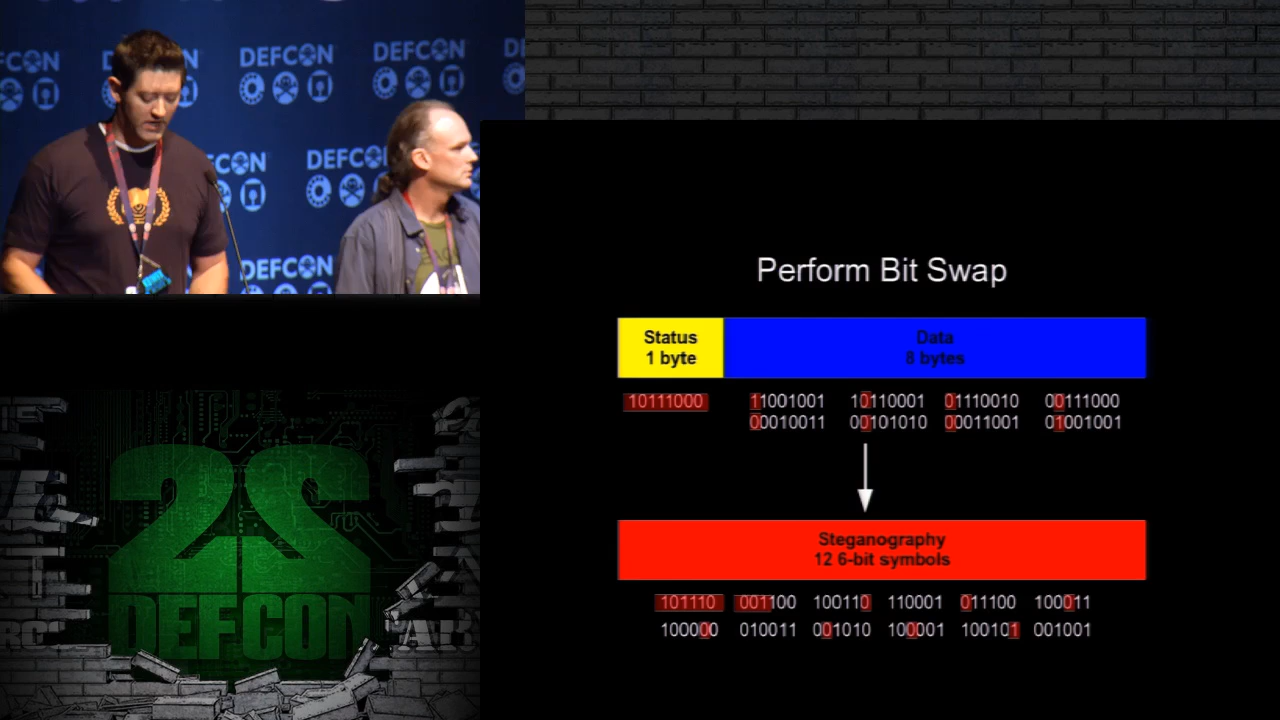 DEFCON DEFCON DEFCON
DEFCON
DEFCON
Perform Bit Swap
Status
1 byte
Data
8 bytes
10111000 11001001 10110001 01110010 00111000
00010011 00101010 00011001 01001001
Steganography
12 6-bit symbols
101110 001100 100110 110001 011100 100011
100000 010011 001010 100001 100101 001001
22
DEFCON